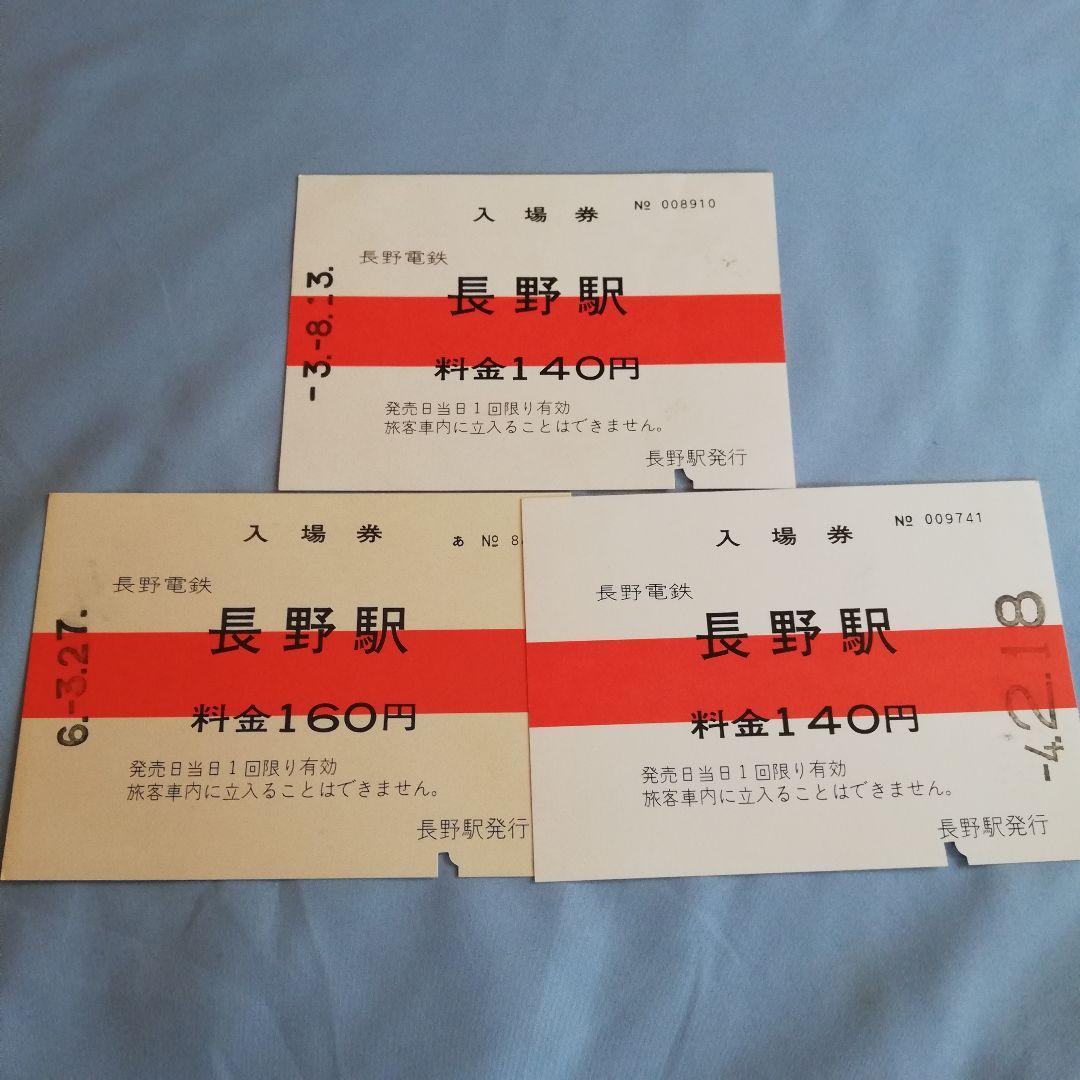 入場券
№ 008910
長野電鉄
長野駅
料金140円
発売日当日1回限り有効
旅客車内に立入ることはできません。
長野駅発行
-3.-8.13.
入場券
あ № 8
長野電鉄
長野駅
料金160円
発売日当日1回限り有効
旅客車内に立入ることはできません。
長野駅発行
6.-3.27.
入場券
№ 009741
長野電鉄
長野駅
料金140円
発売日当日1回限り有効
旅客車内に立入ることはできません。
長野駅発行
-4.2.18